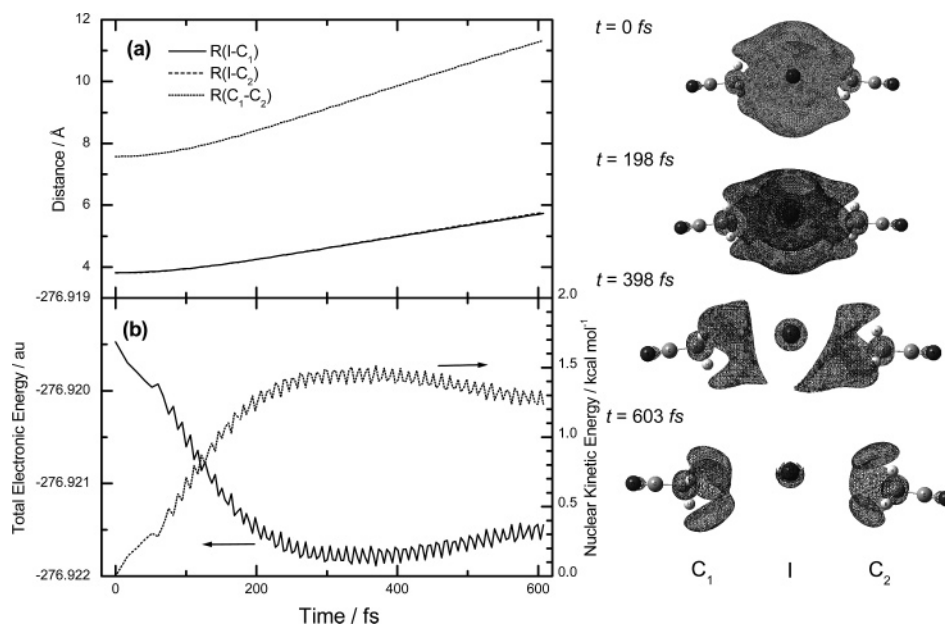 12
10
8
6
4
Distance / Å
(a)
R(I-C₁)
R(I-C₂)
R(C₁-C₂)
-276.919
-276.920
-276.921
-276.922
Total Electronic Energy / au
(b)
2.0
1.5
1.0
0.5
0.0
Nuclear Kinetic Energy / kcal mol⁻¹
0
200
400
600
Time / fs
t = 0 fs
t = 198 fs
t = 398 fs
t = 603 fs
C₁ I C₂